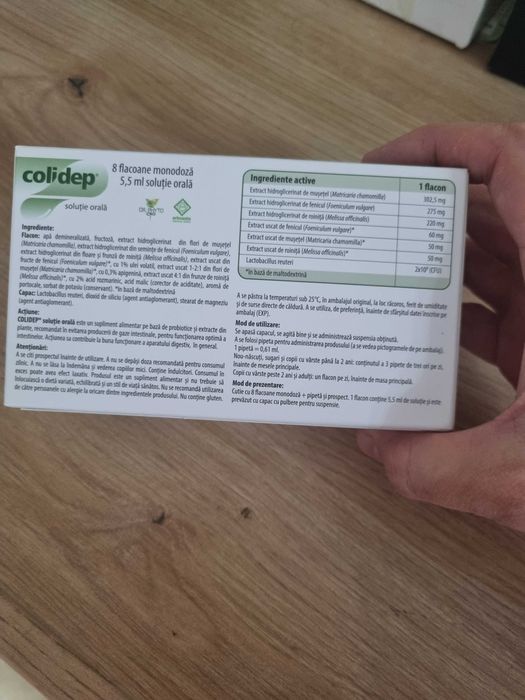 colidep®
soluție orală
8 flacoane monodoză
5,5 ml soluție orală
Ingrediente:
Flacon: apă demineralizată, fructoză, extract hidroglicerinat din flori de mușețel
(Matricaria chamomilla), extract hidroglicerinat din semințe de fenicul (Foeniculum vulgare),
extract hidroglicerinat din floare și frunză de roiniță (Melissa officinalis), extract uscat din
fructe de fenicul (Foeniculum vulgare)*, cu 1% ulei volatil, extract uscat 1-2:1 din flori de
mușețel (Matricaria chamomilla)*, cu 0,3% apigenină, extract uscat 4:1 din frunze de roiniță
(Melissa officinalis)*, cu 2% acid rozmarinic, acid malic (corector de aciditate), aromă de
portocale, sorbat de potasiu (conservant). *în bază de maltodextrină
Capac: Lactobacillus reuteri, dioxid de siliciu (agent antiaglomerant), stearat de magneziu
(agent antiaglomerant).
Acțiune:
COLIDEP® soluție orală este un supliment alimentar pe bază de probiotice și extracte din
plante, recomandat în evitarea producerii de gaze intestinale, pentru funcționarea optimă a
intestinelor. Acțiunea sa contribuie la buna funcționare a aparatului digestiv, în general.
Atenționări:
A se citi prospectul înainte de utilizare. A nu se depăși doza recomandată pentru consumul
zilnic. A nu se lăsa la îndemâna și vederea copiilor mici. Conține îndulcitori. Consumul în
exces poate avea efect laxativ. Produsul este un supliment alimentar și nu trebuie să
înlocuiască o dietă variată, echilibrată și un stil de viață sănătos. Nu se recomandă utilizarea
de către persoanele cu alergie la oricare dintre ingredientele produsului. Nu conține gluten.
Ingrediente active 1 flacon
Extract hidroglicerinat de mușețel (Matricaria chamomilla) 302,5 mg
Extract hidroglicerinat de fenicul (Foeniculum vulgare) 275 mg
Extract hidroglicerinat de roiniță (Melissa officinalis) 220 mg
Extract uscat de fenicul (Foeniculum vulgare)* 60 mg
Extract uscat de mușețel (Matricaria chamomilla)* 50 mg
Extract uscat de roiniță (Melissa officinalis)* 50 mg
Lactobacillus reuteri 2x10⁸ (CFU)
*în bază de maltodextrină
A se păstra la temperaturi sub 25°C, în ambalajul original, la loc răcoros, ferit de umiditate
și de surse directe de căldură. A se utiliza, de preferință, înainte de sfârșitul datei înscrise pe
ambalaj (EXP).
Mod de utilizare:
Se apasă capacul, se agită bine și se administrează suspensia obținută.
A se folosi pipeta pentru administrarea produsului (a se vedea pictogramele de pe ambalaj).
1 pipetă = 0,61 ml.
Nou-născuți, sugari și copii cu vârste până la 2 ani: conținutul a 3 pipete de trei ori pe zi,
înainte de mesele principale.
Copii cu vârste peste 2 ani și adulți: un flacon pe zi, înainte de masa principală.
Mod de prezentare:
Cutie cu 8 flacoane monodoză + pipetă și prospect. 1 flacon conține 5,5 ml de soluție și este
prevăzut cu capac cu pulbere pentru suspensie.